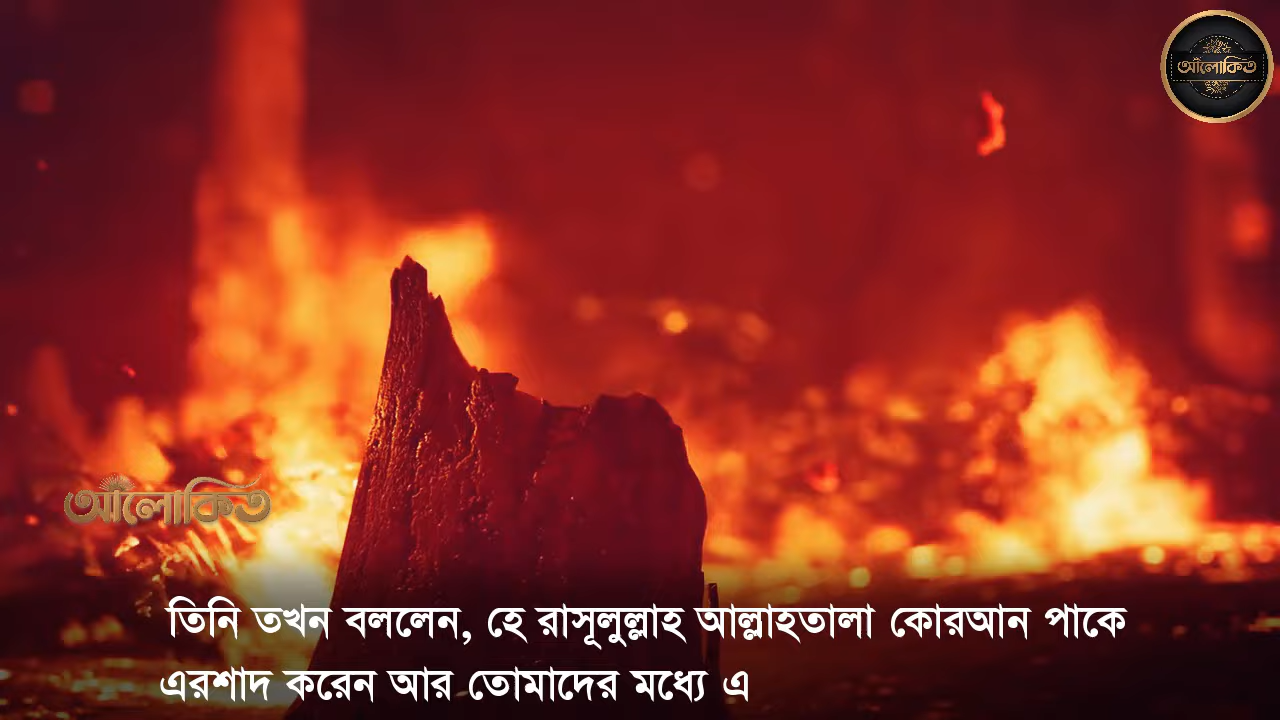 আলোকিত
আলোকিত
তিনি তখন বললেন, হে রাসূলুল্লাহ আল্লাহতালা কোরআন পাকে
এরশাদ করেন আর তোমাদের মধ্যে এ